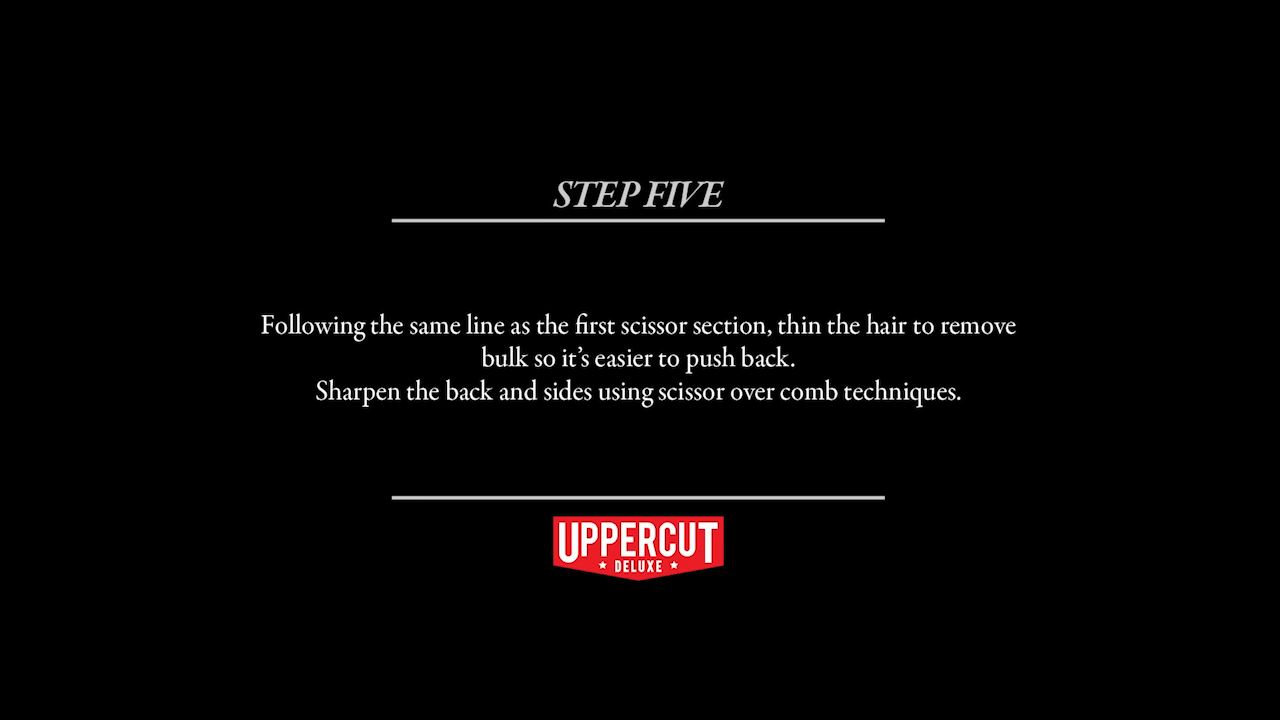 STEP FIVE
Following the same line as the first scissor section, thin the hair to remove
bulk so it’s easier to push back.
Sharpen the back and sides using scissor over comb techniques.
UPPERCUT
DELUXE